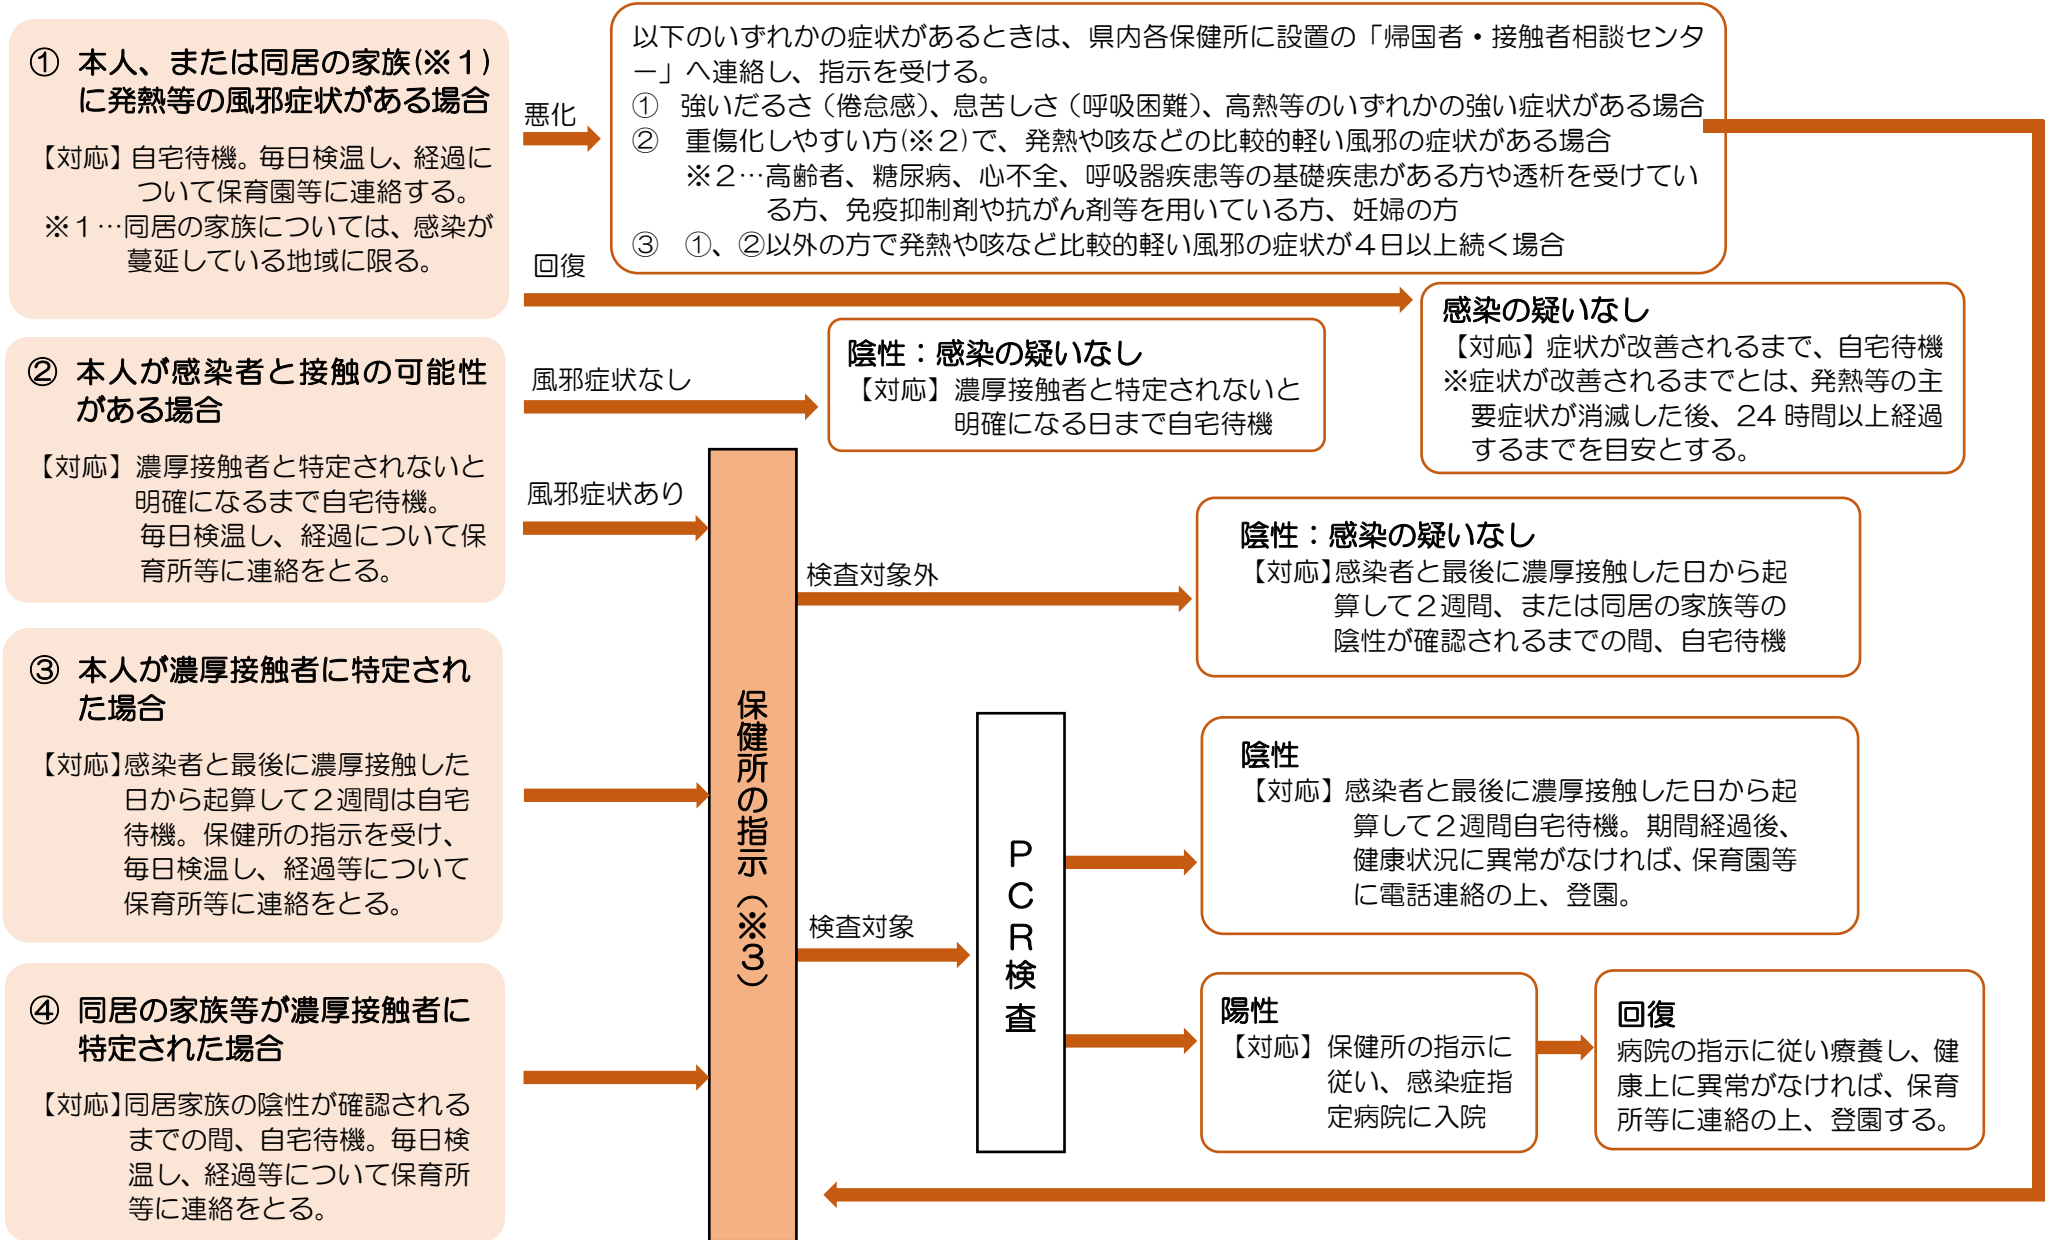 ① 本人、または同居の家族(※1)
に発熱等の風邪症状がある場合
【対応】自宅待機。毎日検温し、経過に
ついて保育園等に連絡する。
※1…同居の家族については、感染が
蔓延している地域に限る。
悪化
以下のいずれかの症状があるときは、県内各保健所に設置の「帰国者・接触者相談センタ
ー」へ連絡し、指示を受ける。
① 強いだるさ(倦怠感)、息苦しさ(呼吸困難)、高熱等のいずれかの強い症状がある場合
② 重傷化しやすい方(※2)で、発熱や咳などの比較的軽い風邪の症状がある場合
※2…高齢者、糖尿病、心不全、呼吸器疾患等の基礎疾患がある方や透析を受けてい
る方、免疫抑制剤や抗がん剤等を用いている方、妊婦の方
③ ①、②以外の方で発熱や咳など比較的軽い風邪の症状が4日以上続く場合
回復
感染の疑いなし
【対応】症状が改善されるまで、自宅待機
※症状が改善されるまでとは、発熱等の主
要症状が消滅した後、24 時間以上経過
するまでを目安とする。
② 本人が感染者と接触の可能性
がある場合
【対応】濃厚接触者と特定されないと
明確になるまで自宅待機。
毎日検温し、経過について保
育所等に連絡をとる。
風邪症状なし
陰性:感染の疑いなし
【対応】濃厚接触者と特定されないと
明確になる日まで自宅待機
風邪症状あり
③ 本人が濃厚接触者に特定され
た場合
【対応】感染者と最後に濃厚接触した
日から起算して2週間は自宅
待機。保健所の指示を受け、
毎日検温し、経過等について
保育所等に連絡をとる。
④ 同居の家族等が濃厚接触者に
特定された場合
【対応】同居家族の陰性が確認される
までの間、自宅待機。毎日検
温し、経過等について保育所
等に連絡をとる。
保健所の指示(※3)
検査対象外
陰性:感染の疑いなし
【対応】感染者と最後に濃厚接触した日から起
算して2週間、または同居の家族等の
陰性が確認されるまでの間、自宅待機
検査対象
PCR検査
陰性
【対応】感染者と最後に濃厚接触した日から起
算して2週間自宅待機。期間経過後、
健康状況に異常がなければ、保育園等
に電話連絡の上、登園。
陽性
【対応】保健所の指示に
従い、感染症指
定病院に入院
回復
病院の指示に従い療養し、健
康上に異常がなければ、保育
所等に連絡の上、登園する。